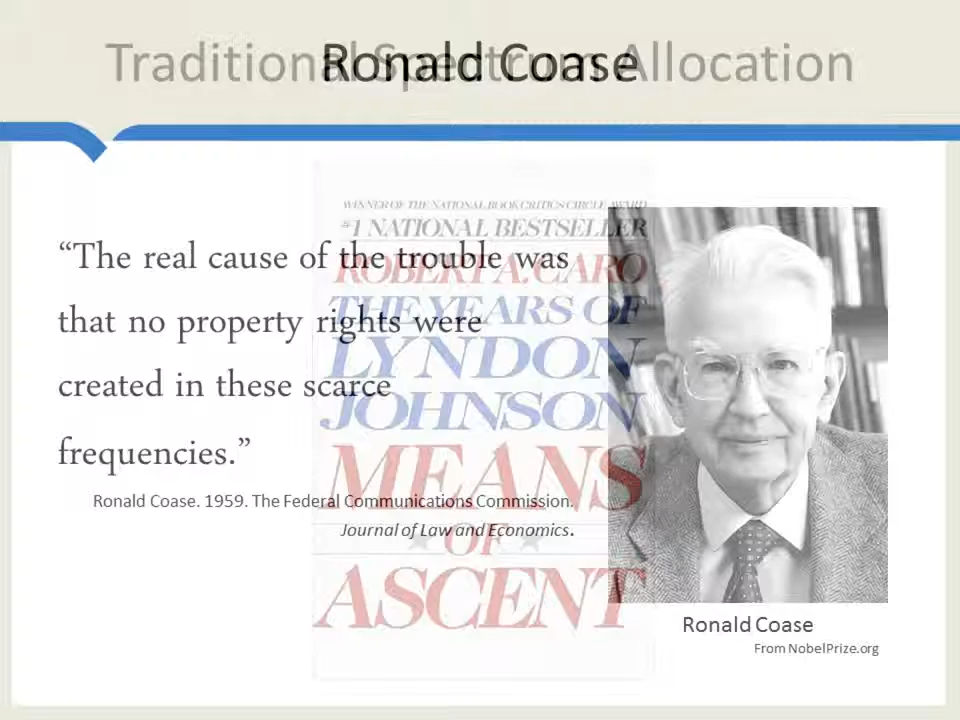 Traditional Spectrum Allocation
Ronald Coase
WINNER OF THE NATIONAL BOOK CRITICS CIRCLE AWARD
#1 NATIONAL BESTSELLER
ROBERT A. CARO
THE YEARS OF
LYNDON
JOHNSON
MEANS
OF
ASCENT
“The real cause of the trouble was
that no property rights were
created in these scarce
frequencies.”
Ronald Coase. 1959. The Federal Communications Commission.
Journal of Law and Economics.
Ronald Coase
From NobelPrize.org